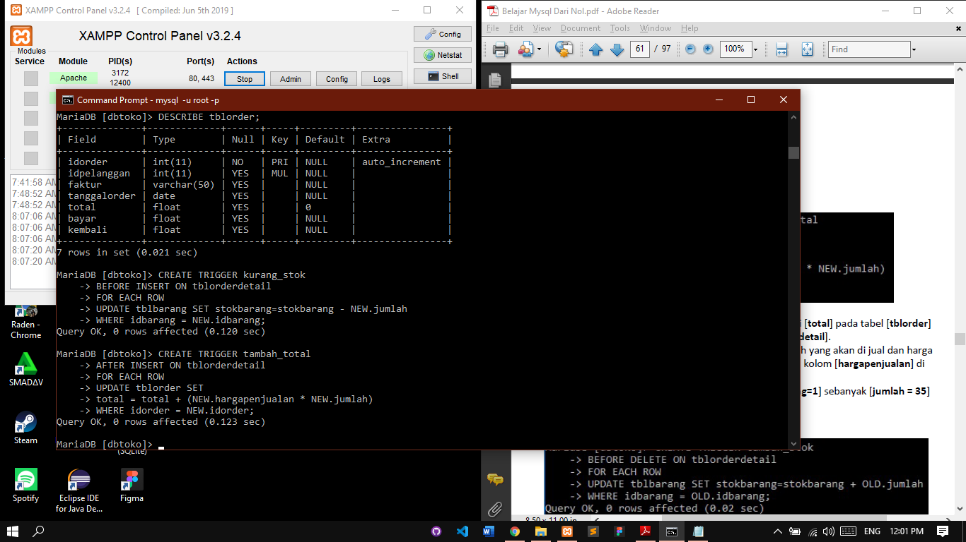 XAMPP Control Panel v3.2.4 [ Compiled: Jun 5th 2019 ]
XAMPP Control Panel v3.2.4
Modules
Service Module PID(s) Port(s) Actions
Apache 3172
12400 80, 443 Stop Admin Config Logs
Config
Netstat
Shell
7:41:58 AM
7:48:52 AM
7:48:52 AM
8:07:06 AM
8:07:06 AM
8:07:06 AM
8:07:20 AM
8:07:20 AM
Belajar Mysql Dari Nol.pdf - Adobe Reader
File Edit View Document Tools Window Help
61 / 97 100% Find
Command Prompt - mysql -u root -p
MariaDB [dbtoko]> DESCRIBE tblorder;
+--------------+-------------+------+-----+---------+----------------+
| Field | Type | Null | Key | Default | Extra |
+--------------+-------------+------+-----+---------+----------------+
| idorder | int(11) | NO | PRI | NULL | auto_increment |
| idpelanggan | int(11) | YES | MUL | NULL | |
| faktur | varchar(50) | YES | | NULL | |
| tanggalorder | date | YES | | NULL | |
| total | float | YES | | 0 | |
| bayar | float | YES | | NULL | |
| kembali | float | YES | | NULL | |
+--------------+-------------+------+-----+---------+----------------+
7 rows in set (0.021 sec)
MariaDB [dbtoko]> CREATE TRIGGER kurang_stok
-> BEFORE INSERT ON tblorderdetail
-> FOR EACH ROW
-> UPDATE tblbarang SET stokbarang=stokbarang - NEW.jumlah
-> WHERE idbarang = NEW.idbarang;
Query OK, 0 rows affected (0.120 sec)
MariaDB [dbtoko]> CREATE TRIGGER tambah_total
-> AFTER INSERT ON tblorderdetail
-> FOR EACH ROW
-> UPDATE tblorder SET
-> total = total + (NEW.hargapenjualan * NEW.jumlah)
-> WHERE idorder = NEW.idorder;
Query OK, 0 rows affected (0.123 sec)
MariaDB [dbtoko]> _
tal
* NEW.jumlah)
i [total] pada tabel [tblorder]
detail].
h yang akan di jual dan harga
kolom [hargapenjualan] di
g=1] sebanyak [jumlah = 35]
-> BEFORE DELETE ON tblorderdetail
-> FOR EACH ROW
-> UPDATE tblbarang SET stokbarang=stokbarang + OLD.jumlah
-> WHERE idbarang = OLD.idbarang;
Query OK, 0 rows affected (0.02 sec)
8.50 x 11.00 in
Raden -
Chrome
SMADΔV
Steam
(SQLite)
Spotify
Eclipse IDE
for Java De...
Figma
ENG 12:01 PM